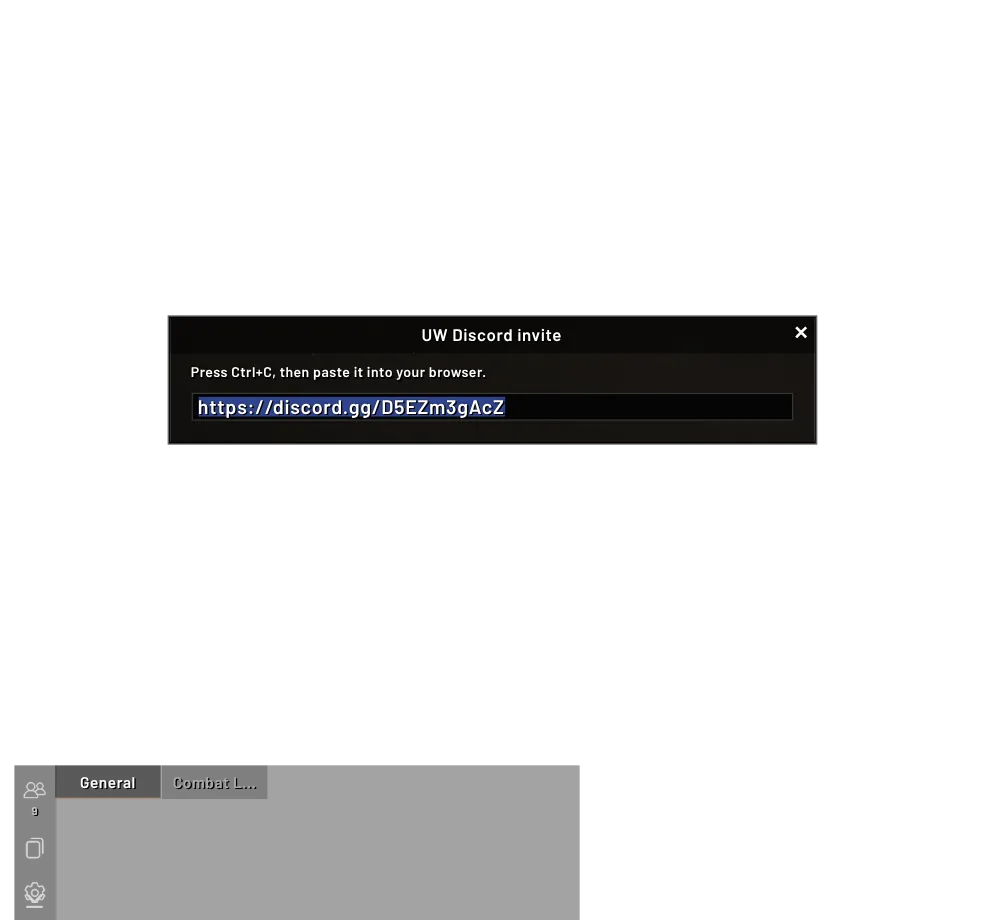 UW Discord invite
Press Ctrl+C, then paste it into your browser.
https://discord.gg/D5EZm3gAcZ
General
Combat L...
9